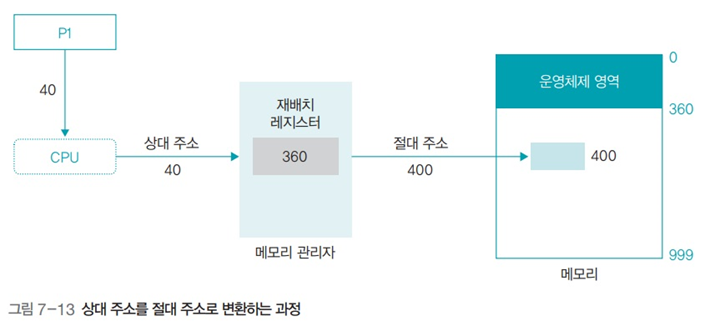 P1
40
CPU
상대 주소
40
재배치
레지스터
360
메모리 관리자
절대 주소
400
0
운영체제 영역
360
400
999
메모리
그림 7-13 상대 주소를 절대 주소로 변환하는 과정